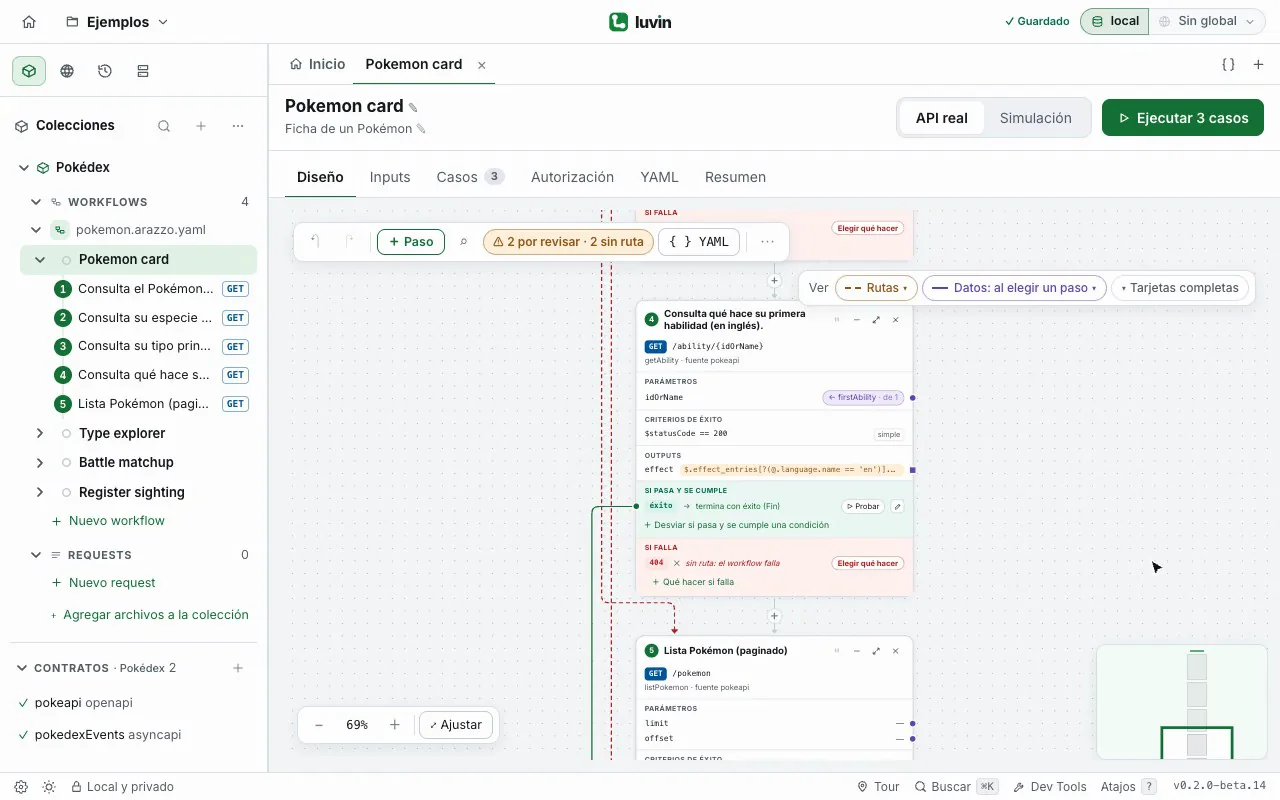 Ejemplos
luvin
Guardado
local
Sin global
Inicio
Pokemon card
Pokemon card
Ficha de un Pokémon
API real
Simulación
Ejecutar 3 casos
Diseño
Inputs
Casos 3
Autorización
YAML
Resumen
Colecciones
Pokédex
WORKFLOWS 4
pokemon.arazzo.yaml
Pokemon card
1 Consulta el Pokémon... GET
2 Consulta su especie ... GET
3 Consulta su tipo prin... GET
4 Consulta qué hace s... GET
5 Lista Pokémon (pagi... GET
Type explorer
Battle matchup
Register sighting
+ Nuevo workflow
REQUESTS 0
+ Nuevo request
+ Agregar archivos a la colección
CONTRATOS · Pokédex 2
pokeapi openapi
pokedexEvents asyncapi
SI FALLA
Elegir qué hacer
+ Paso
2 por revisar · 2 sin ruta
{ } YAML
Ver
Rutas
Datos: al elegir un paso
Tarjetas completas
4 Consulta qué hace su primera
habilidad (en inglés).
GET /ability/{idOrName}
getAbility · fuente pokeapi
PARÁMETROS
idOrName ← firstAbility · de 1
CRITERIOS DE ÉXITO
$statusCode == 200 simple
OUTPUTS
effect $.effect_entries[?(@.language.name == 'en')]...
SI PASA Y SE CUMPLE
éxito → termina con éxito (Fin) Probar
+ Desviar si pasa y se cumple una condición
SI FALLA
404 × sin ruta: el workflow falla Elegir qué hacer
+ Qué hacer si falla
5 Lista Pokémon (paginado)
GET /pokemon
listPokemon · fuente pokeapi
PARÁMETROS
limit —
offset —
CRITERIOS DE ÉXITO
− 69% +
Ajustar
Local y privado
Tour
Buscar ⌘K
Dev Tools
Atajos ?
v0.2.0-beta.14